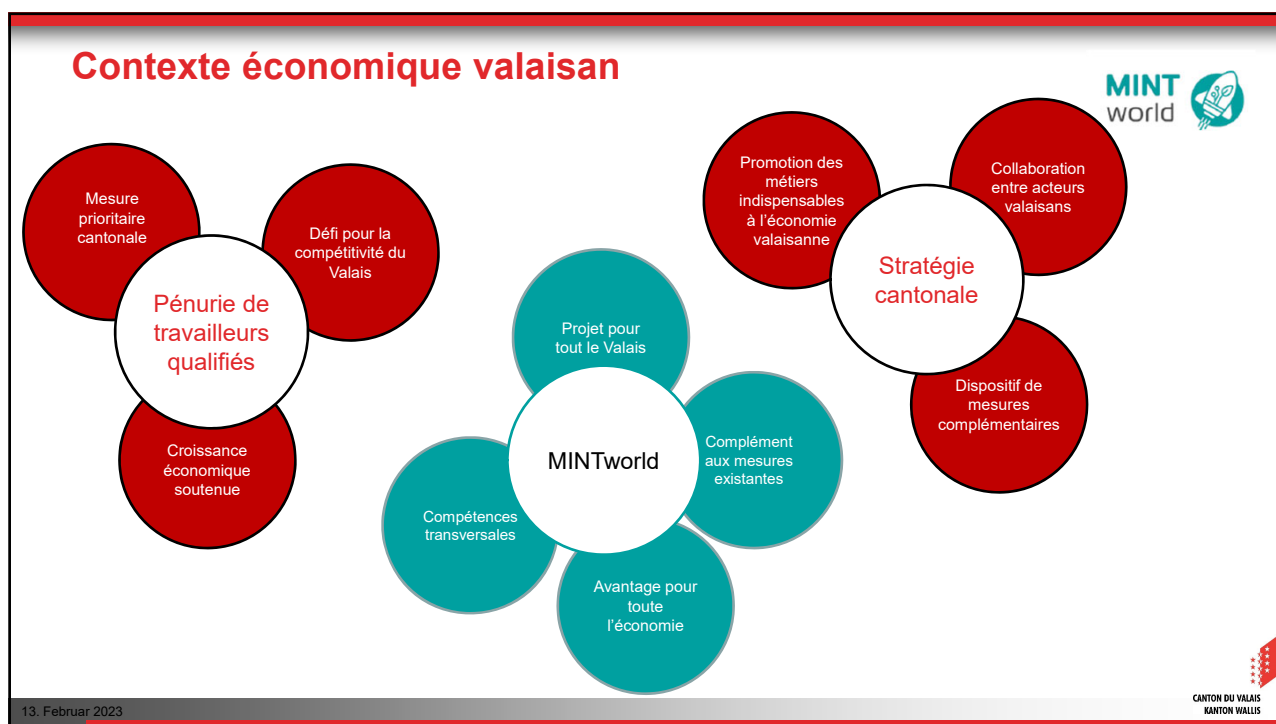 Contexte économique valaisan
MINT
world
Mesure
prioritaire
cantonale
Défi pour la
compétitivité du
Valais
Pénurie de
travailleurs
qualifiés
Croissance
économique
soutenue
Projet pour
tout le Valais
MINTworld
Complément
aux mesures
existantes
Compétences
transversales
Avantage pour
toute
l’économie
Promotion des
métiers
indispensables
à l’économie
valaisanne
Collaboration
entre acteurs
valaisans
Stratégie
cantonale
Dispositif de
mesures
complémentaires
13. Februar 2023
CANTON DU VALAIS
KANTON WALLIS